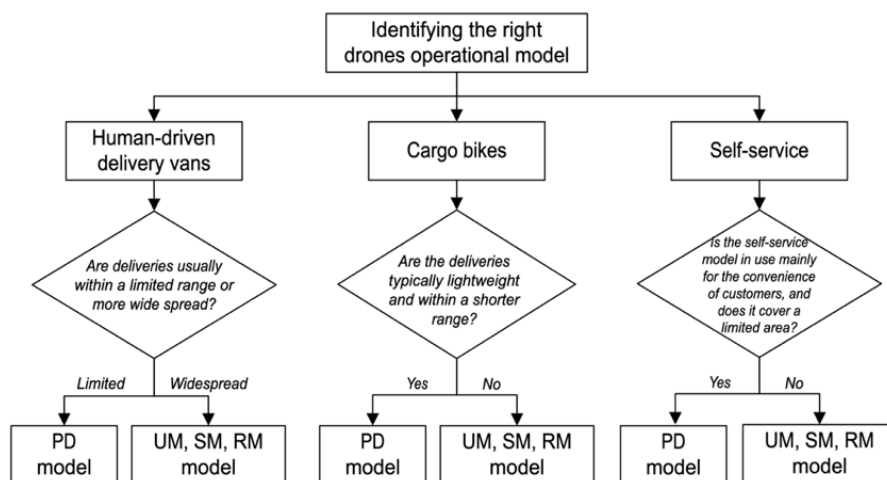 Identifying the right
drones operational model
Human-driven
delivery vans
Cargo bikes
Self-service
Are deliveries usually
within a limited range or
more wide spread?
Are the deliveries
typically lightweight
and within a shorter
range?
Is the self-service
model in use mainly
for the convenience
of customers, and
does it cover a
limited area?
Limited
Widespread
Yes
No
Yes
No
PD
model
UM, SM, RM
model
PD
model
UM, SM, RM
model
PD
model
UM, SM, RM
model